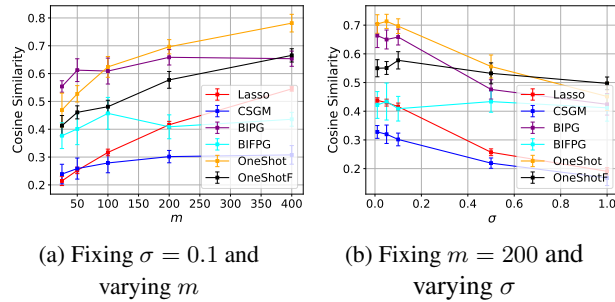 0.8
0.7
0.6
0.5
0.4
0.3
0.2
Cosine Similarity
50 100 150 200 250 300 350 400
m
Lasso
CSGM
BIPG
BIFPG
OneShot
OneShotF
(a) Fixing σ = 0.1 and
varying m
0.7
0.6
0.5
0.4
0.3
0.2
Cosine Similarity
0.0 0.2 0.4 0.6 0.8 1.0
σ
Lasso
CSGM
BIPG
BIFPG
OneShot
OneShotF
(b) Fixing m = 200 and
varying σ